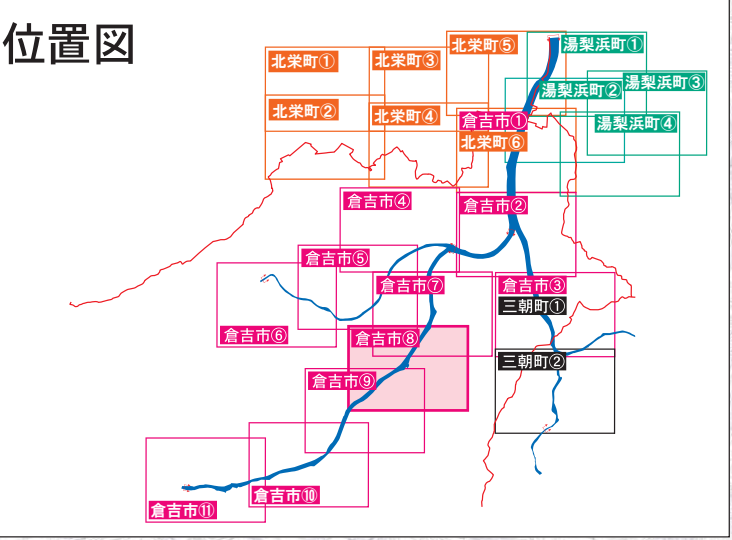 位置図
北栄町⑤
湯梨浜町①
北栄町①
北栄町③
湯梨浜町③
湯梨浜町②
北栄町②
北栄町④
倉吉市①
湯梨浜町④
北栄町⑥
倉吉市④
倉吉市②
倉吉市⑤
倉吉市⑦
倉吉市③
三朝町①
倉吉市⑥
倉吉市⑧
三朝町②
倉吉市⑨
倉吉市⑩
倉吉市⑪